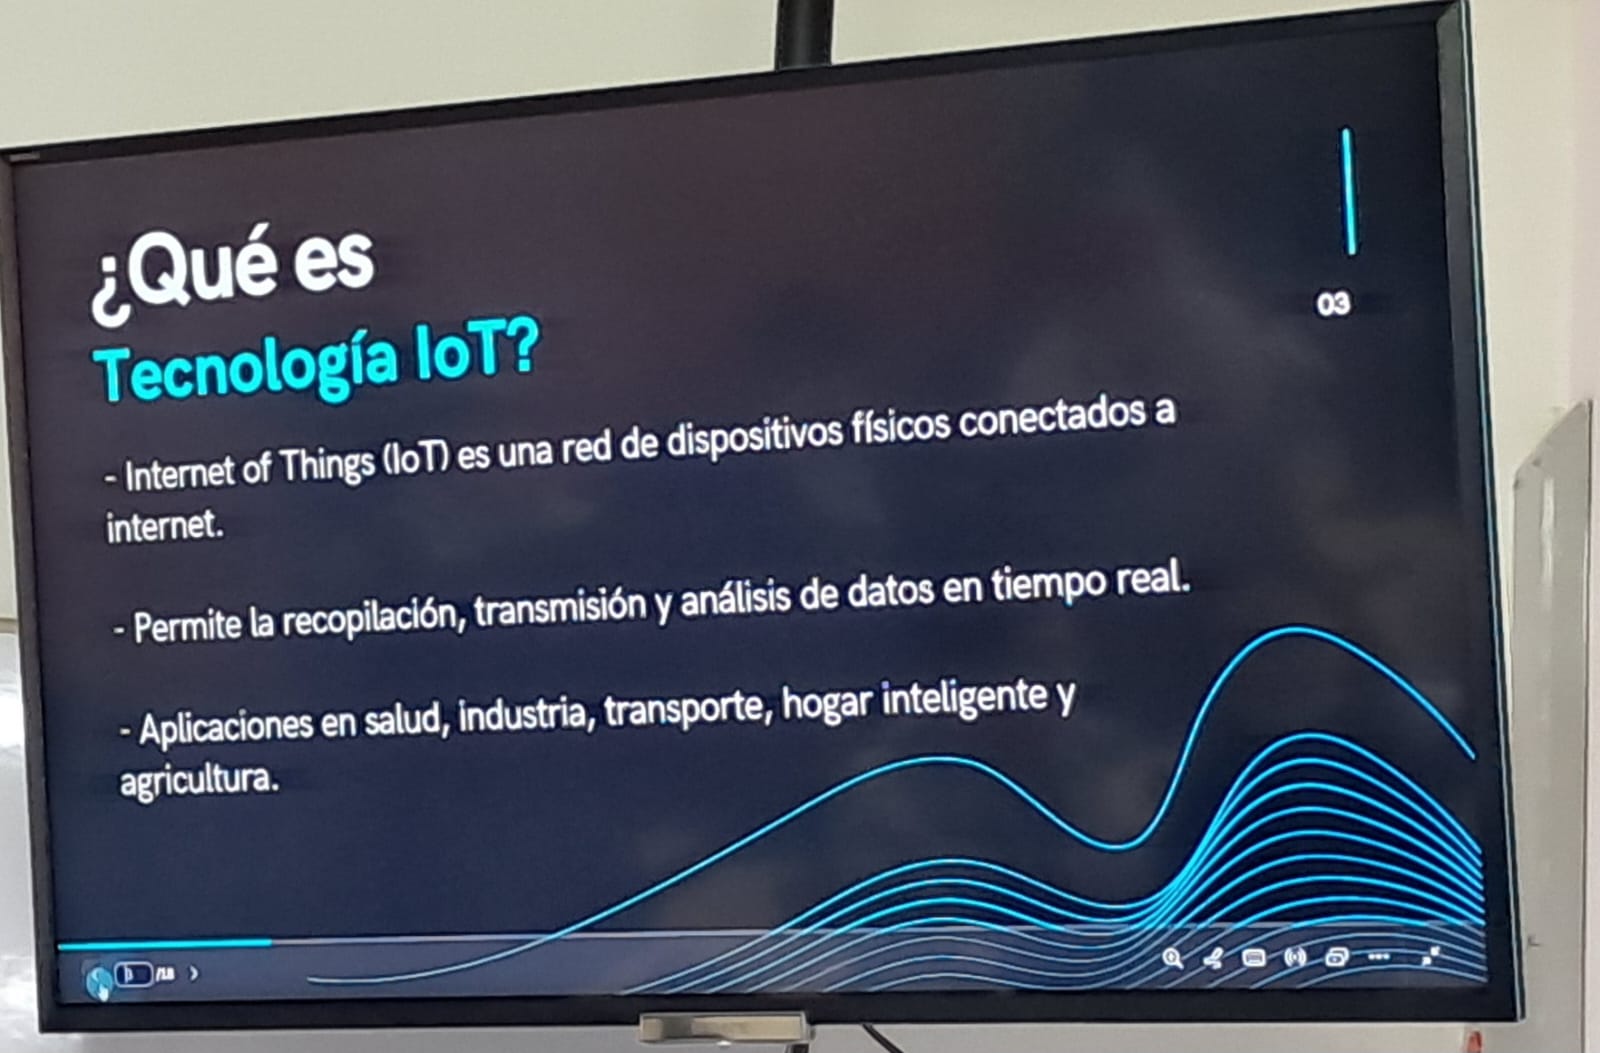 ¿Qué es
Tecnología IoT?
03
- Internet of Things (IoT) es una red de dispositivos físicos conectados a
internet.
- Permite la recopilación, transmisión y análisis de datos en tiempo real.
- Aplicaciones en salud, industria, transporte, hogar inteligente y
agricultura.
/18